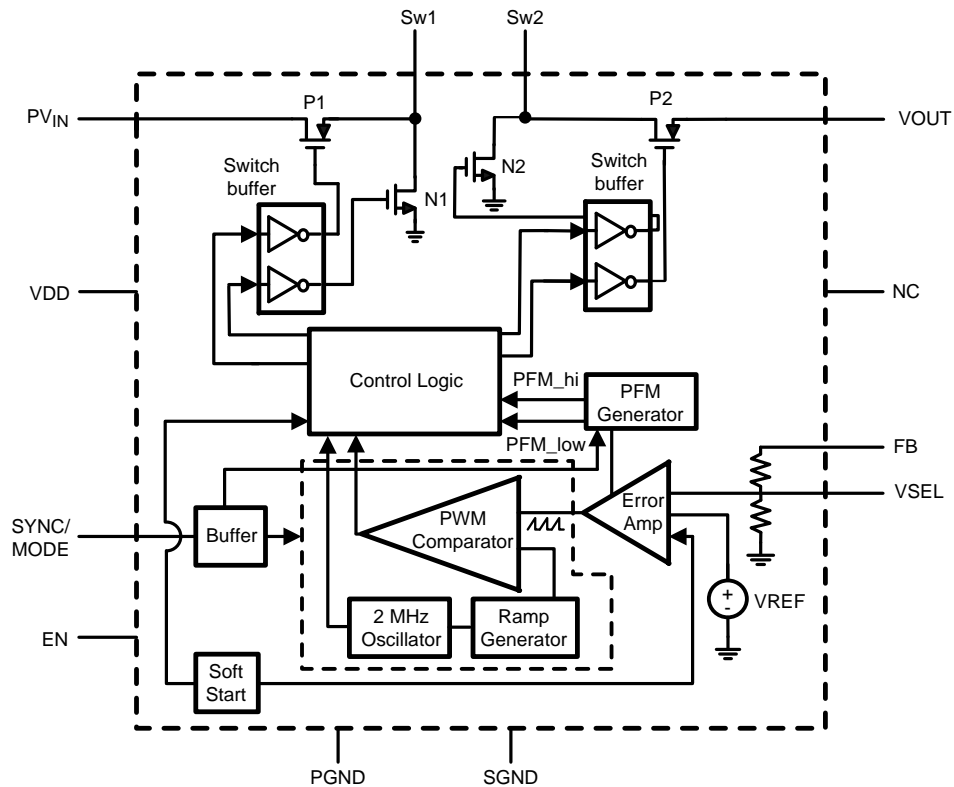 Sw1
Sw2
P1
P2
PVIN
VOUT
Switch
buffer
N1
N2
Switch
buffer
VDD
NC
Control Logic
PFM_hi
PFM
Generator
PFM_low
FB
VSEL
Error
Amp
PWM
Comparator
SYNC/
MODE
Buffer
+
-
VREF
2 MHz
Oscillator
Ramp
Generator
EN
Soft
Start
PGND
SGND